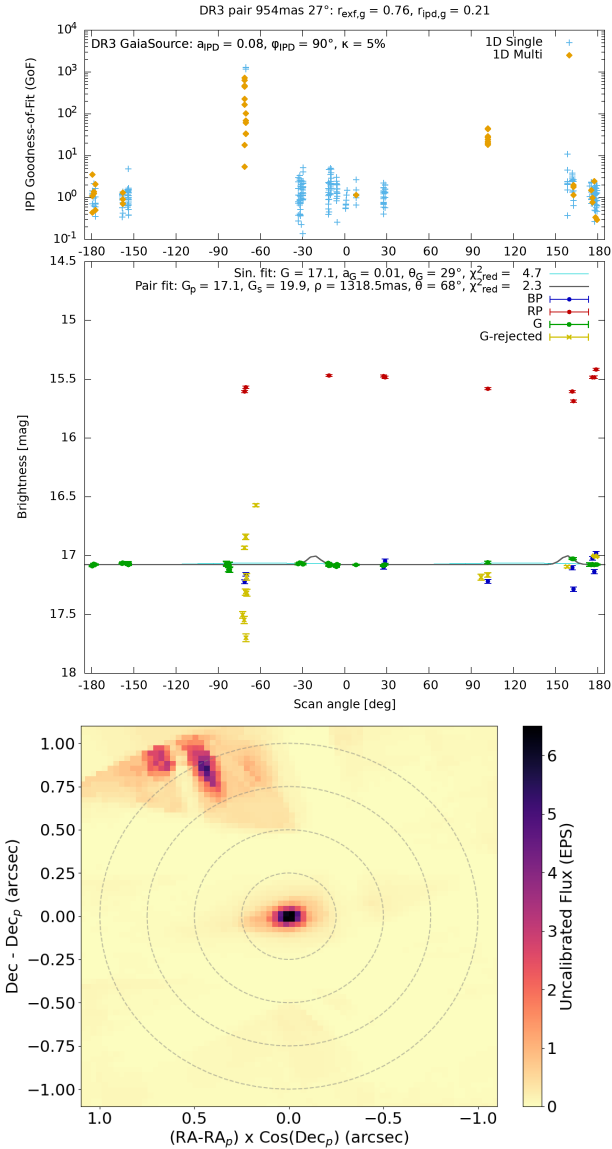 DR3 pair 954mas 27°: r_exf,g = 0.76, r_ipd,g = 0.21
DR3 GaiaSource: a_IPD = 0.08, φ_IPD = 90°, κ = 5%
1D Single
1D Multi
IPD Goodness-of-Fit (GoF)
10^4
10^3
10^2
10^1
10^0
10^-1
-180 -150 -120 -90 -60 -30 0 30 60 90 120 150 180
Sin. fit: G = 17.1, a_G = 0.01, θ_G = 29°, χ²_red = 4.7
Pair fit: G_p = 17.1, G_s = 19.9, ρ = 1318.5mas, θ = 68°, χ²_red = 2.3
BP
RP
G
G-rejected
Brightness [mag]
14.5
15
15.5
16
16.5
17
17.5
18
-180 -150 -120 -90 -60 -30 0 30 60 90 120 150 180
Scan angle [deg]
Dec - Dec_p (arcsec)
1.00
0.75
0.50
0.25
0.00
−0.25
−0.50
−0.75
−1.00
1.0 0.5 0.0 −0.5 −1.0
(RA-RA_p) x Cos(Dec_p) (arcsec)
6
5
4
3
2
1
0
Uncalibrated Flux (EPS)